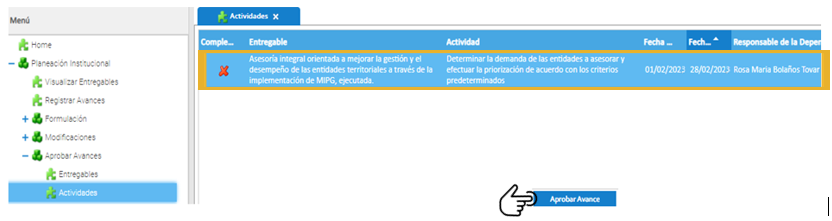 Menú
Home
Planeación Institucional
Visualizar Entregables
Registrar Avances
Formulación
Modificaciones
Aprobar Avances
Entregables
Actividades
Actividades x
Comple... Entregable Actividad Fecha ... Fech... Responsable de la Depen
Asesoría integral orientada a mejorar la gestión y el
desempeño de las entidades territoriales a través de la
implementación de MIPG, ejecutada.
Determinar la demanda de las entidades a asesorar y
efectuar la priorización de acuerdo con los criterios
predeterminados
01/02/2023 28/02/2023 Rosa Maria Bolaños Tovar
Aprobar Avance